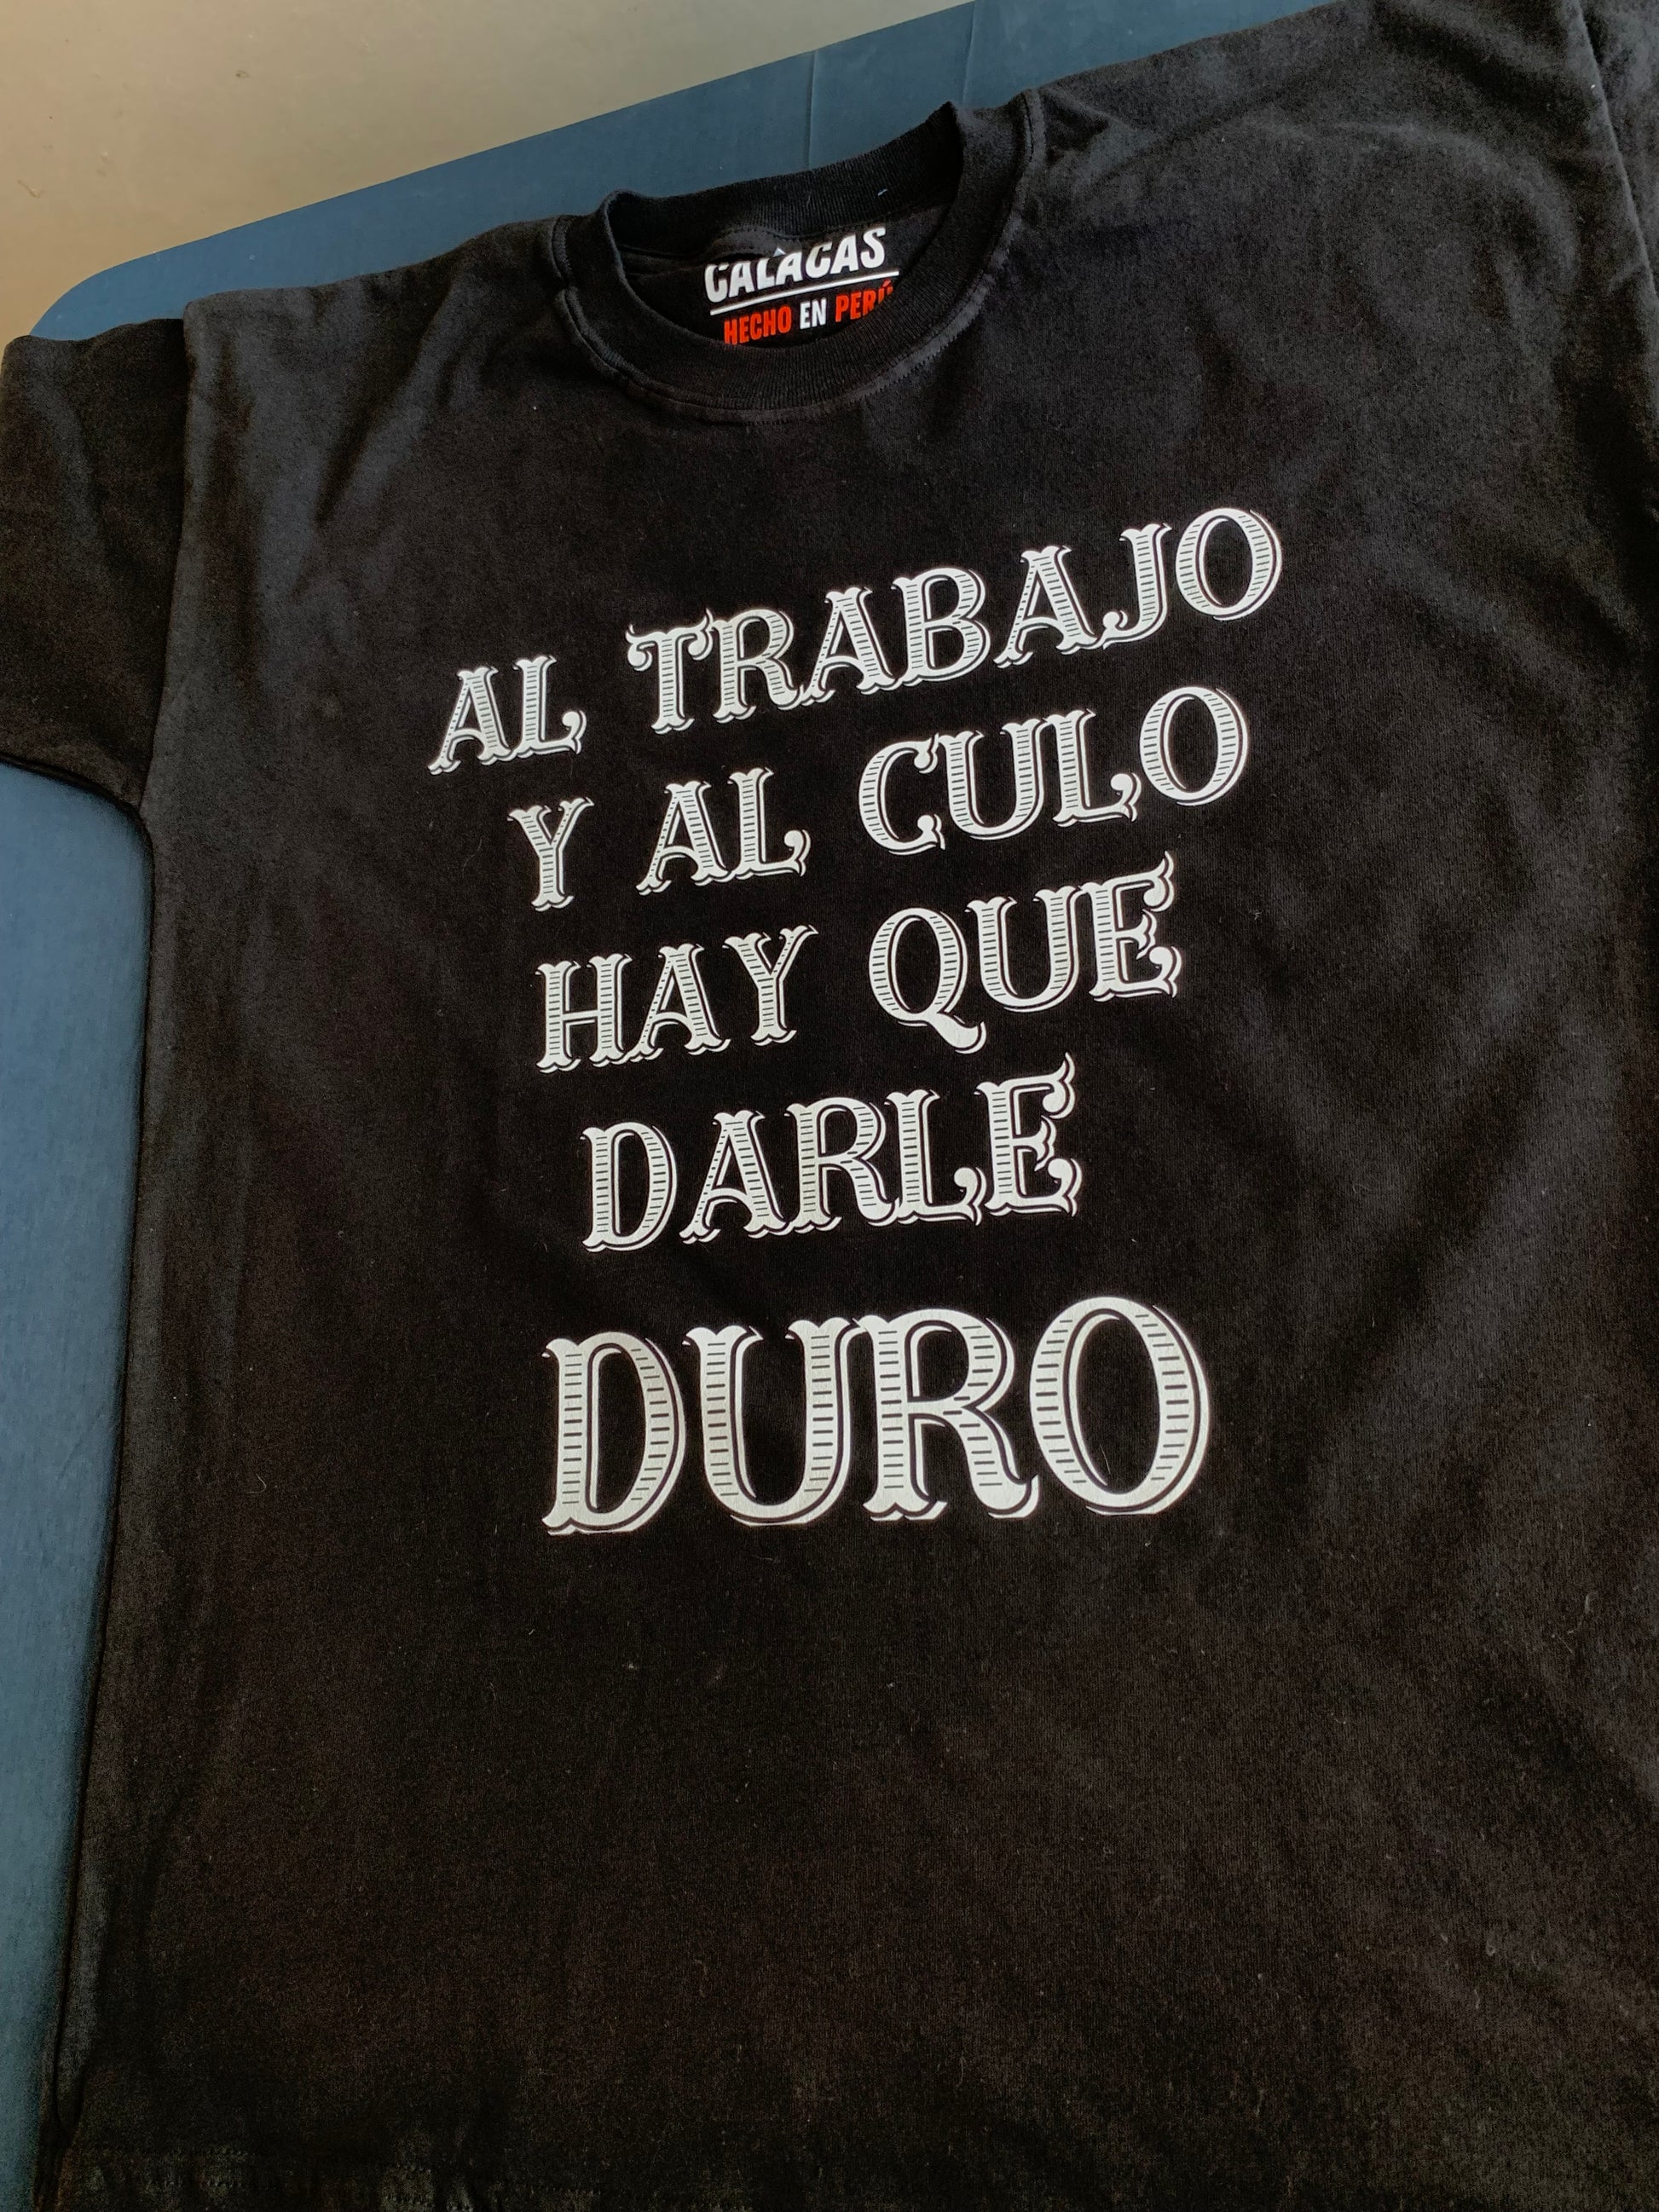 CALACAS
HECHO EN PERÚ
AL TRABAJO
Y AL CULO
HAY QUE
DARLE
DURO